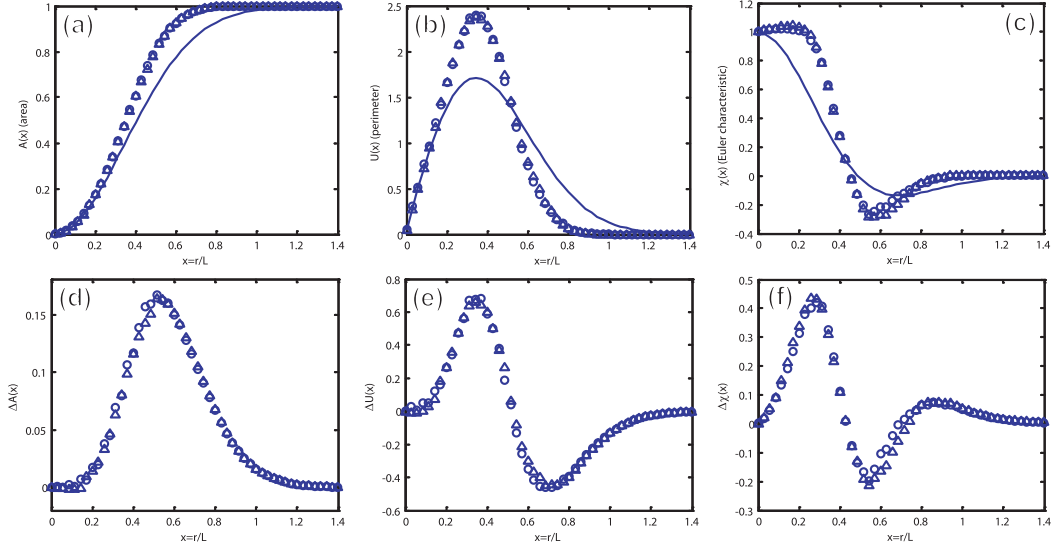 (a)
1
0.8
0.6
0.4
0.2
0
A(x) (area)
0 0.2 0.4 0.6 0.8 1 1.2 1.4
x=r/L
(b)
2.5
2
1.5
1
0.5
0
U(x) (perimeter)
0 0.2 0.4 0.6 0.8 1 1.2 1.4
x=r/L
(c)
1.2
1
0.8
0.6
0.4
0.2
0
-0.2
-0.4
χ(x) (Euler characteristic)
0 0.2 0.4 0.6 0.8 1 1.2 1.4
x=r/L
(d)
0.15
0.1
0.05
0
ΔA(x)
0 0.2 0.4 0.6 0.8 1 1.2 1.4
x=r/L
(e)
0.8
0.6
0.4
0.2
0
-0.2
-0.4
-0.6
ΔU(x)
0 0.2 0.4 0.6 0.8 1 1.2 1.4
x=r/L
(f)
0.5
0.4
0.3
0.2
0.1
0
-0.1
-0.2
-0.3
Δχ(x)
0 0.2 0.4 0.6 0.8 1 1.2 1.4
x=r/L